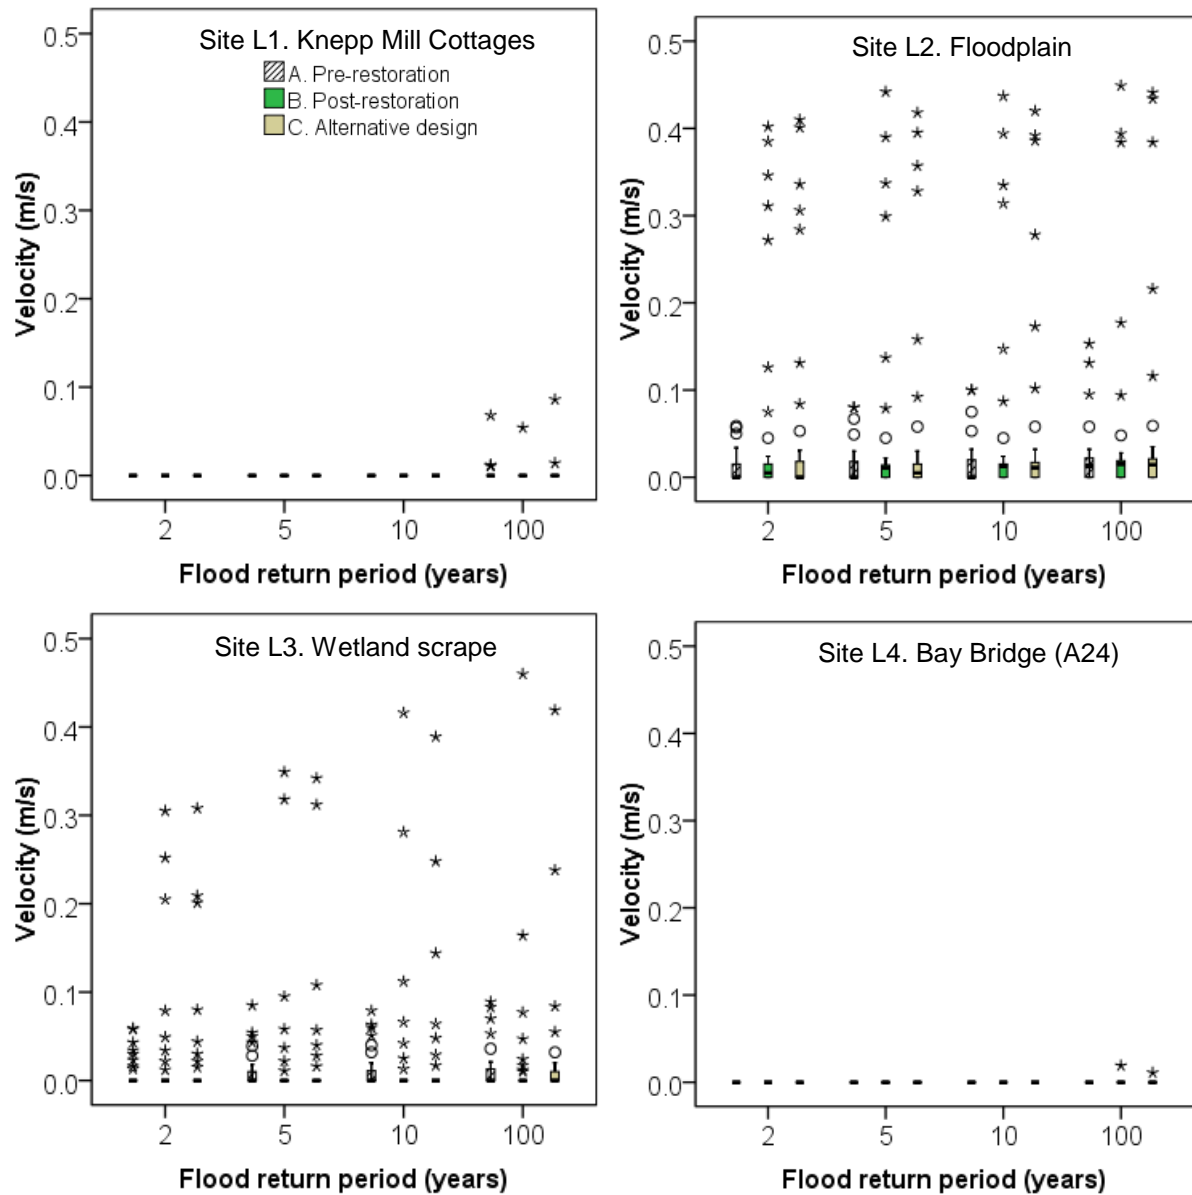 Site L1. Knepp Mill Cottages
A. Pre-restoration
B. Post-restoration
C. Alternative design
0.5
0.4
0.3
0.2
0.1
0.0
Velocity (m/s)
2 5 10 100
Flood return period (years)
Site L2. Floodplain
0.5
0.4
0.3
0.2
0.1
0.0
Velocity (m/s)
2 5 10 100
Flood return period (years)
Site L3. Wetland scrape
0.5
0.4
0.3
0.2
0.1
0.0
Velocity (m/s)
2 5 10 100
Flood return period (years)
Site L4. Bay Bridge (A24)
0.5
0.4
0.3
0.2
0.1
0.0
Velocity (m/s)
2 5 10 100
Flood return period (years)